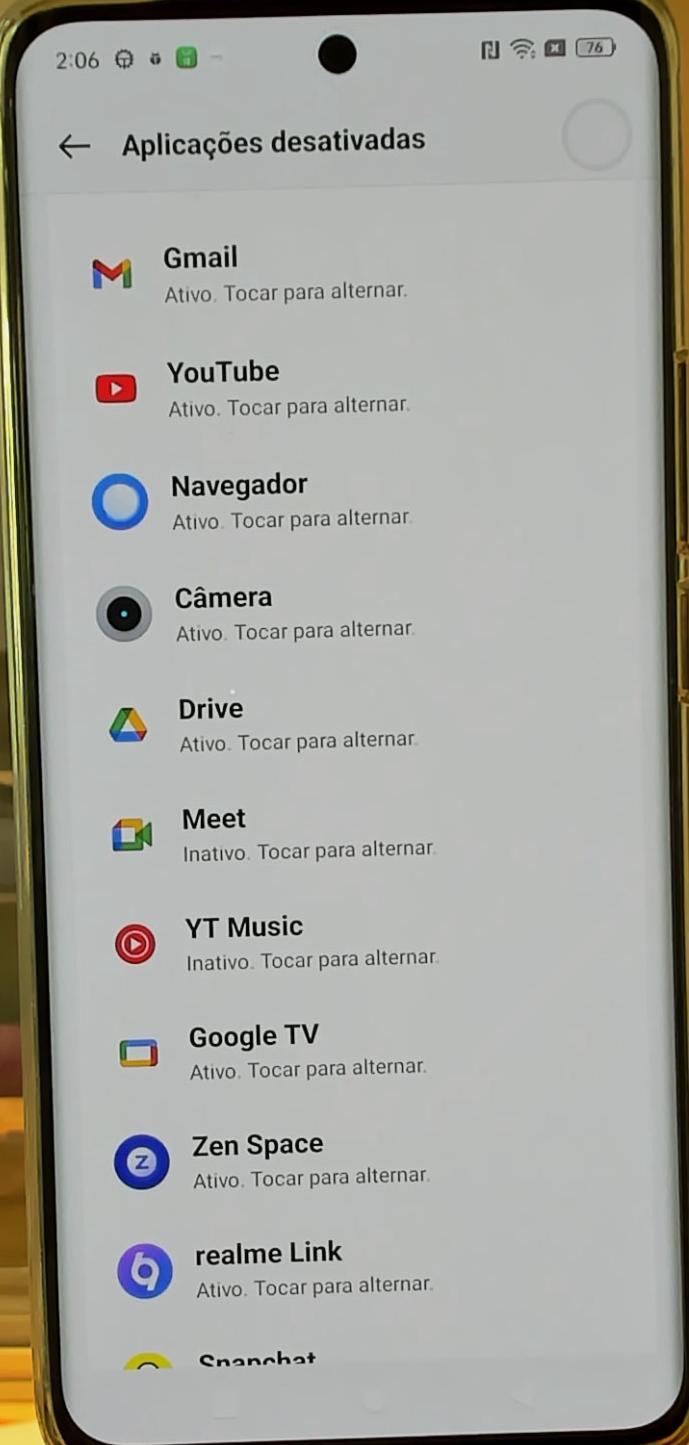 2:06
76
Aplicações desativadas
Gmail
Ativo. Tocar para alternar.
YouTube
Ativo. Tocar para alternar.
Navegador
Ativo. Tocar para alternar.
Câmera
Ativo. Tocar para alternar.
Drive
Ativo. Tocar para alternar.
Meet
Inativo. Tocar para alternar.
YT Music
Inativo. Tocar para alternar.
Google TV
Ativo. Tocar para alternar.
Z
Zen Space
Ativo. Tocar para alternar.
realme Link
Ativo. Tocar para alternar.
Snapchat